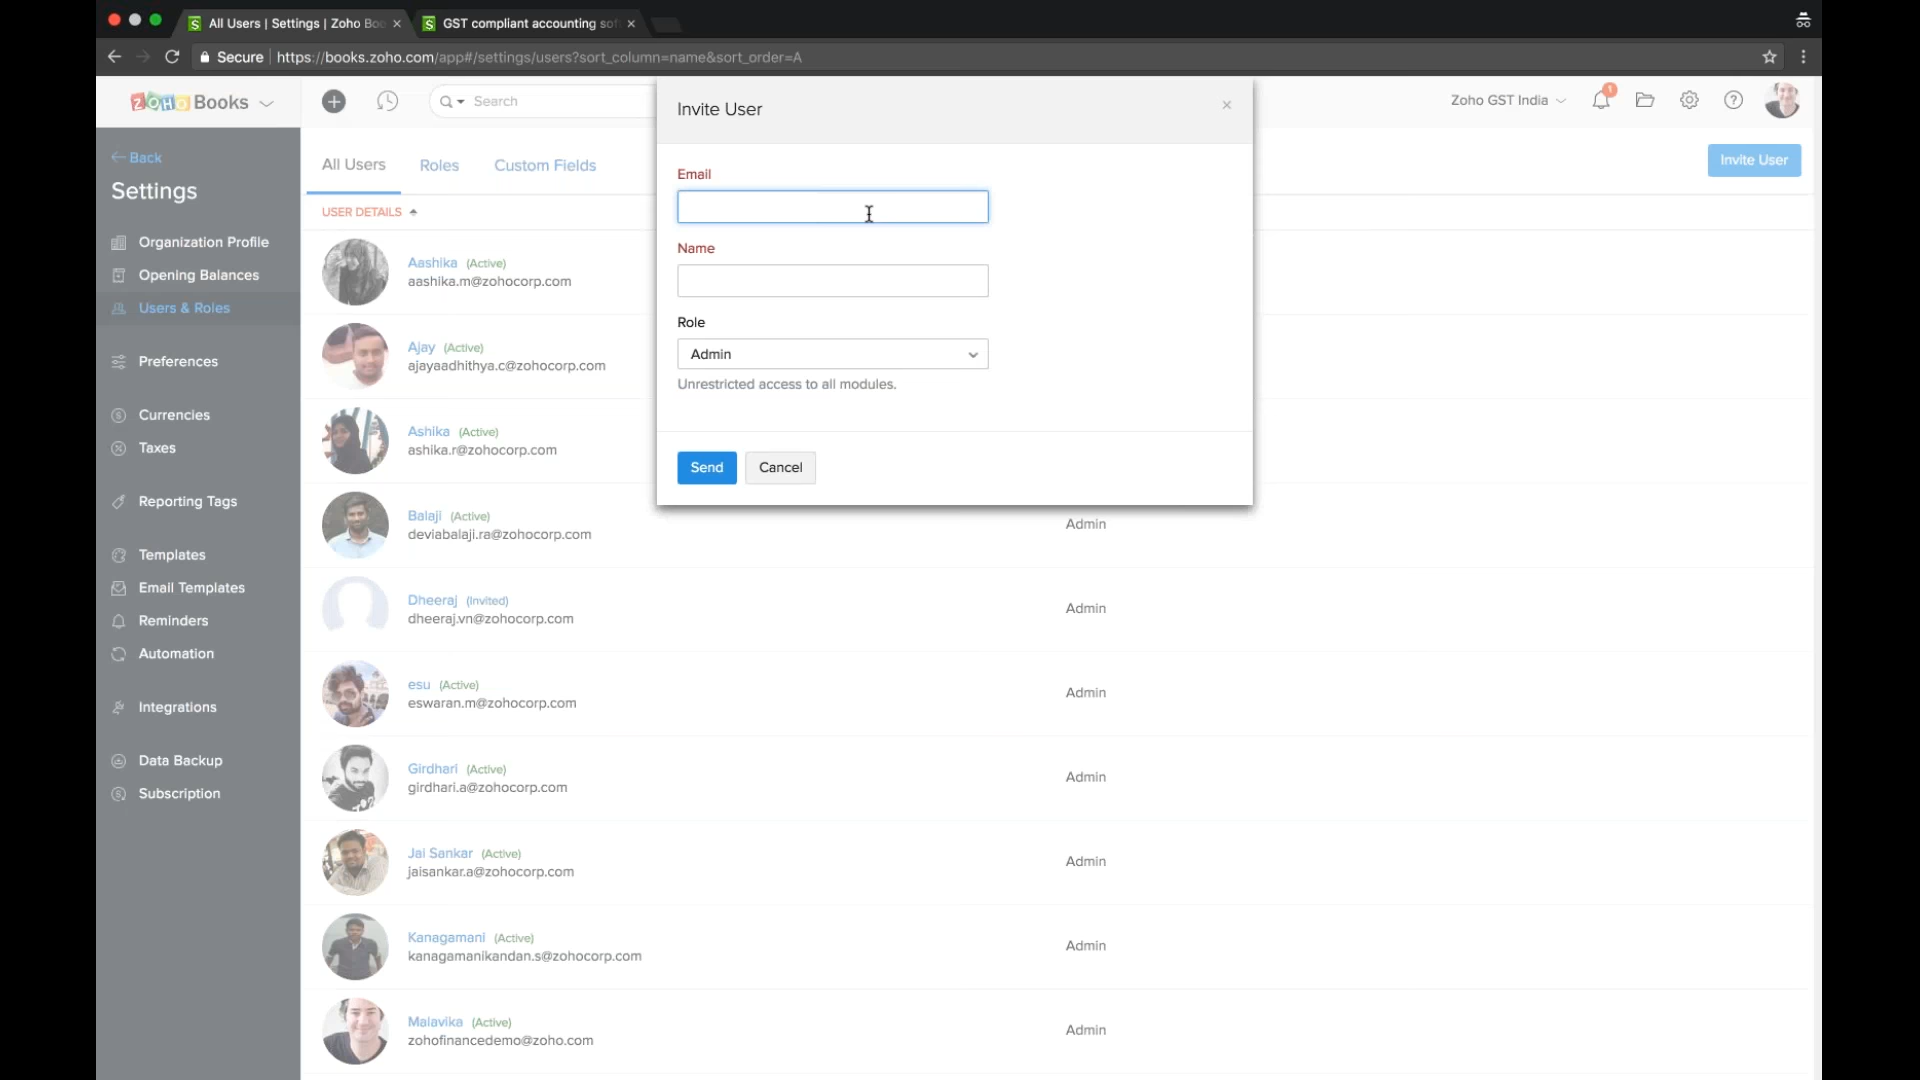 All Users | Settings | Zoho Boo
GST compliant accounting sof
Secure
https://books.zoho.com/app#/settings/users?sort_column=name&sort_order=A
ZOHO Books
Search
Zoho GST India
1
Back
Settings
Organization Profile
Opening Balances
Users & Roles
Preferences
Currencies
Taxes
Reporting Tags
Templates
Email Templates
Reminders
Automation
Integrations
Data Backup
Subscription
All Users
Roles
Custom Fields
Invite User
USER DETAILS
Aashika (Active)
aashika.m@zohocorp.com
Ajay (Active)
ajayaadhithya.c@zohocorp.com
Ashika (Active)
ashika.r@zohocorp.com
Balaji (Active)
deviabalaji.ra@zohocorp.com
Admin
Dheeraj (Invited)
dheeraj.vn@zohocorp.com
Admin
esu (Active)
eswaran.m@zohocorp.com
Admin
Girdhari (Active)
girdhari.a@zohocorp.com
Admin
Jai Sankar (Active)
jaisankar.a@zohocorp.com
Admin
Kanagamani (Active)
kanagamanikandan.s@zohocorp.com
Admin
Malavika (Active)
zohofinancedemo@zoho.com
Admin
Invite User
Email
Name
Role
Admin
Unrestricted access to all modules.
Send
Cancel